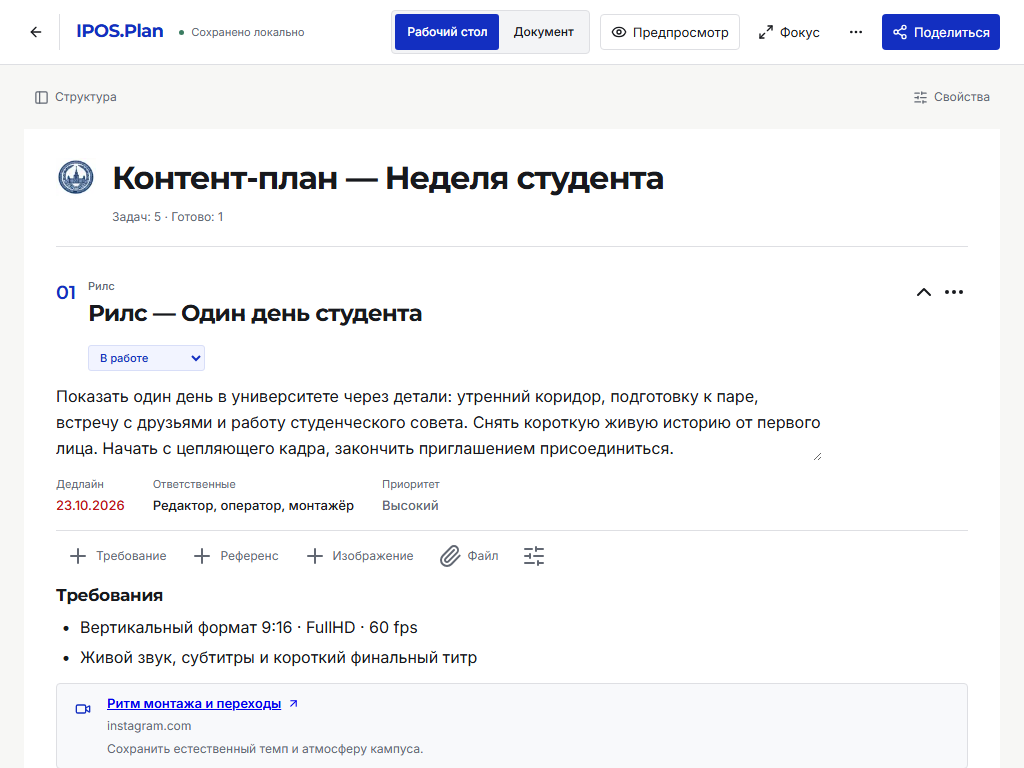 IPOS.Plan
Сохранено локально
Рабочий стол
Документ
Предпросмотр
Фокус
Поделиться
Структура
Свойства
Контент-план — Неделя студента
Задач: 5 · Готово: 1
01
Рилс
Рилс — Один день студента
В работе
Показать один день в университете через детали: утренний коридор, подготовку к паре,
встречу с друзьями и работу студенческого совета. Снять короткую живую историю от первого
лица. Начать с цепляющего кадра, закончить приглашением присоединиться.
Дедлайн
Ответственные
Приоритет
23.10.2026
Редактор, оператор, монтажёр
Высокий
Требование
Референс
Изображение
Файл
Требования
• Вертикальный формат 9:16 · FullHD · 60 fps
• Живой звук, субтитры и короткий финальный титр
Ритм монтажа и переходы
instagram.com
Сохранить естественный темп и атмосферу кампуса.